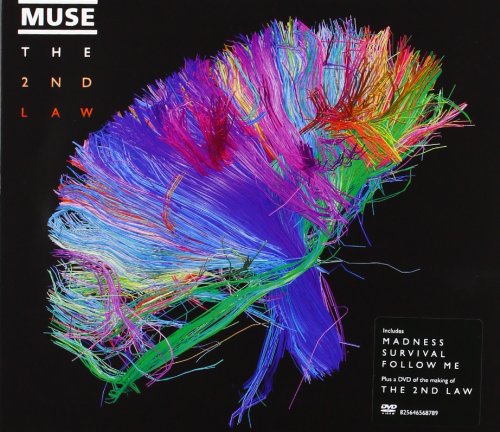 MUSE
THE
2ND
LAW
Includes
MADNESS
SURVIVAL
FOLLOW ME
Plus a DVD of the making of
THE 2ND LAW
DVD
VIDEO
825646568789